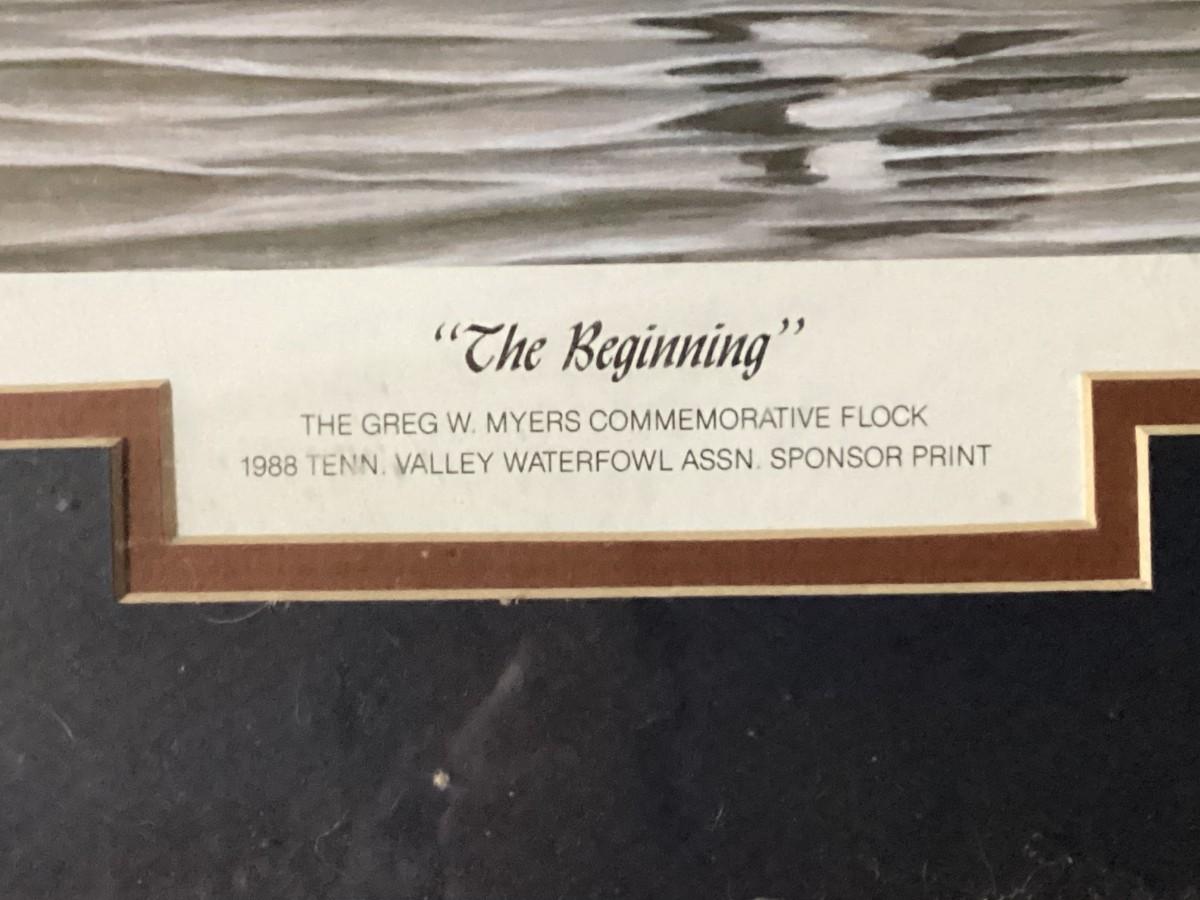 “The Beginning”
THE GREG W. MYERS COMMEMORATIVE FLOCK
1988 TENN. VALLEY WATERFOWL ASSN. SPONSOR PRINT